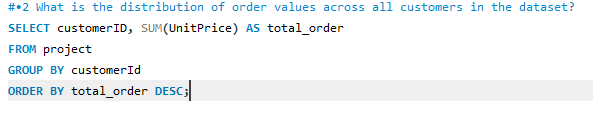 #•2 What is the distribution of order values across all customers in the dataset?
SELECT customerID, SUM(UnitPrice) AS total_order
FROM project
GROUP BY customerId
ORDER BY total_order DESC;